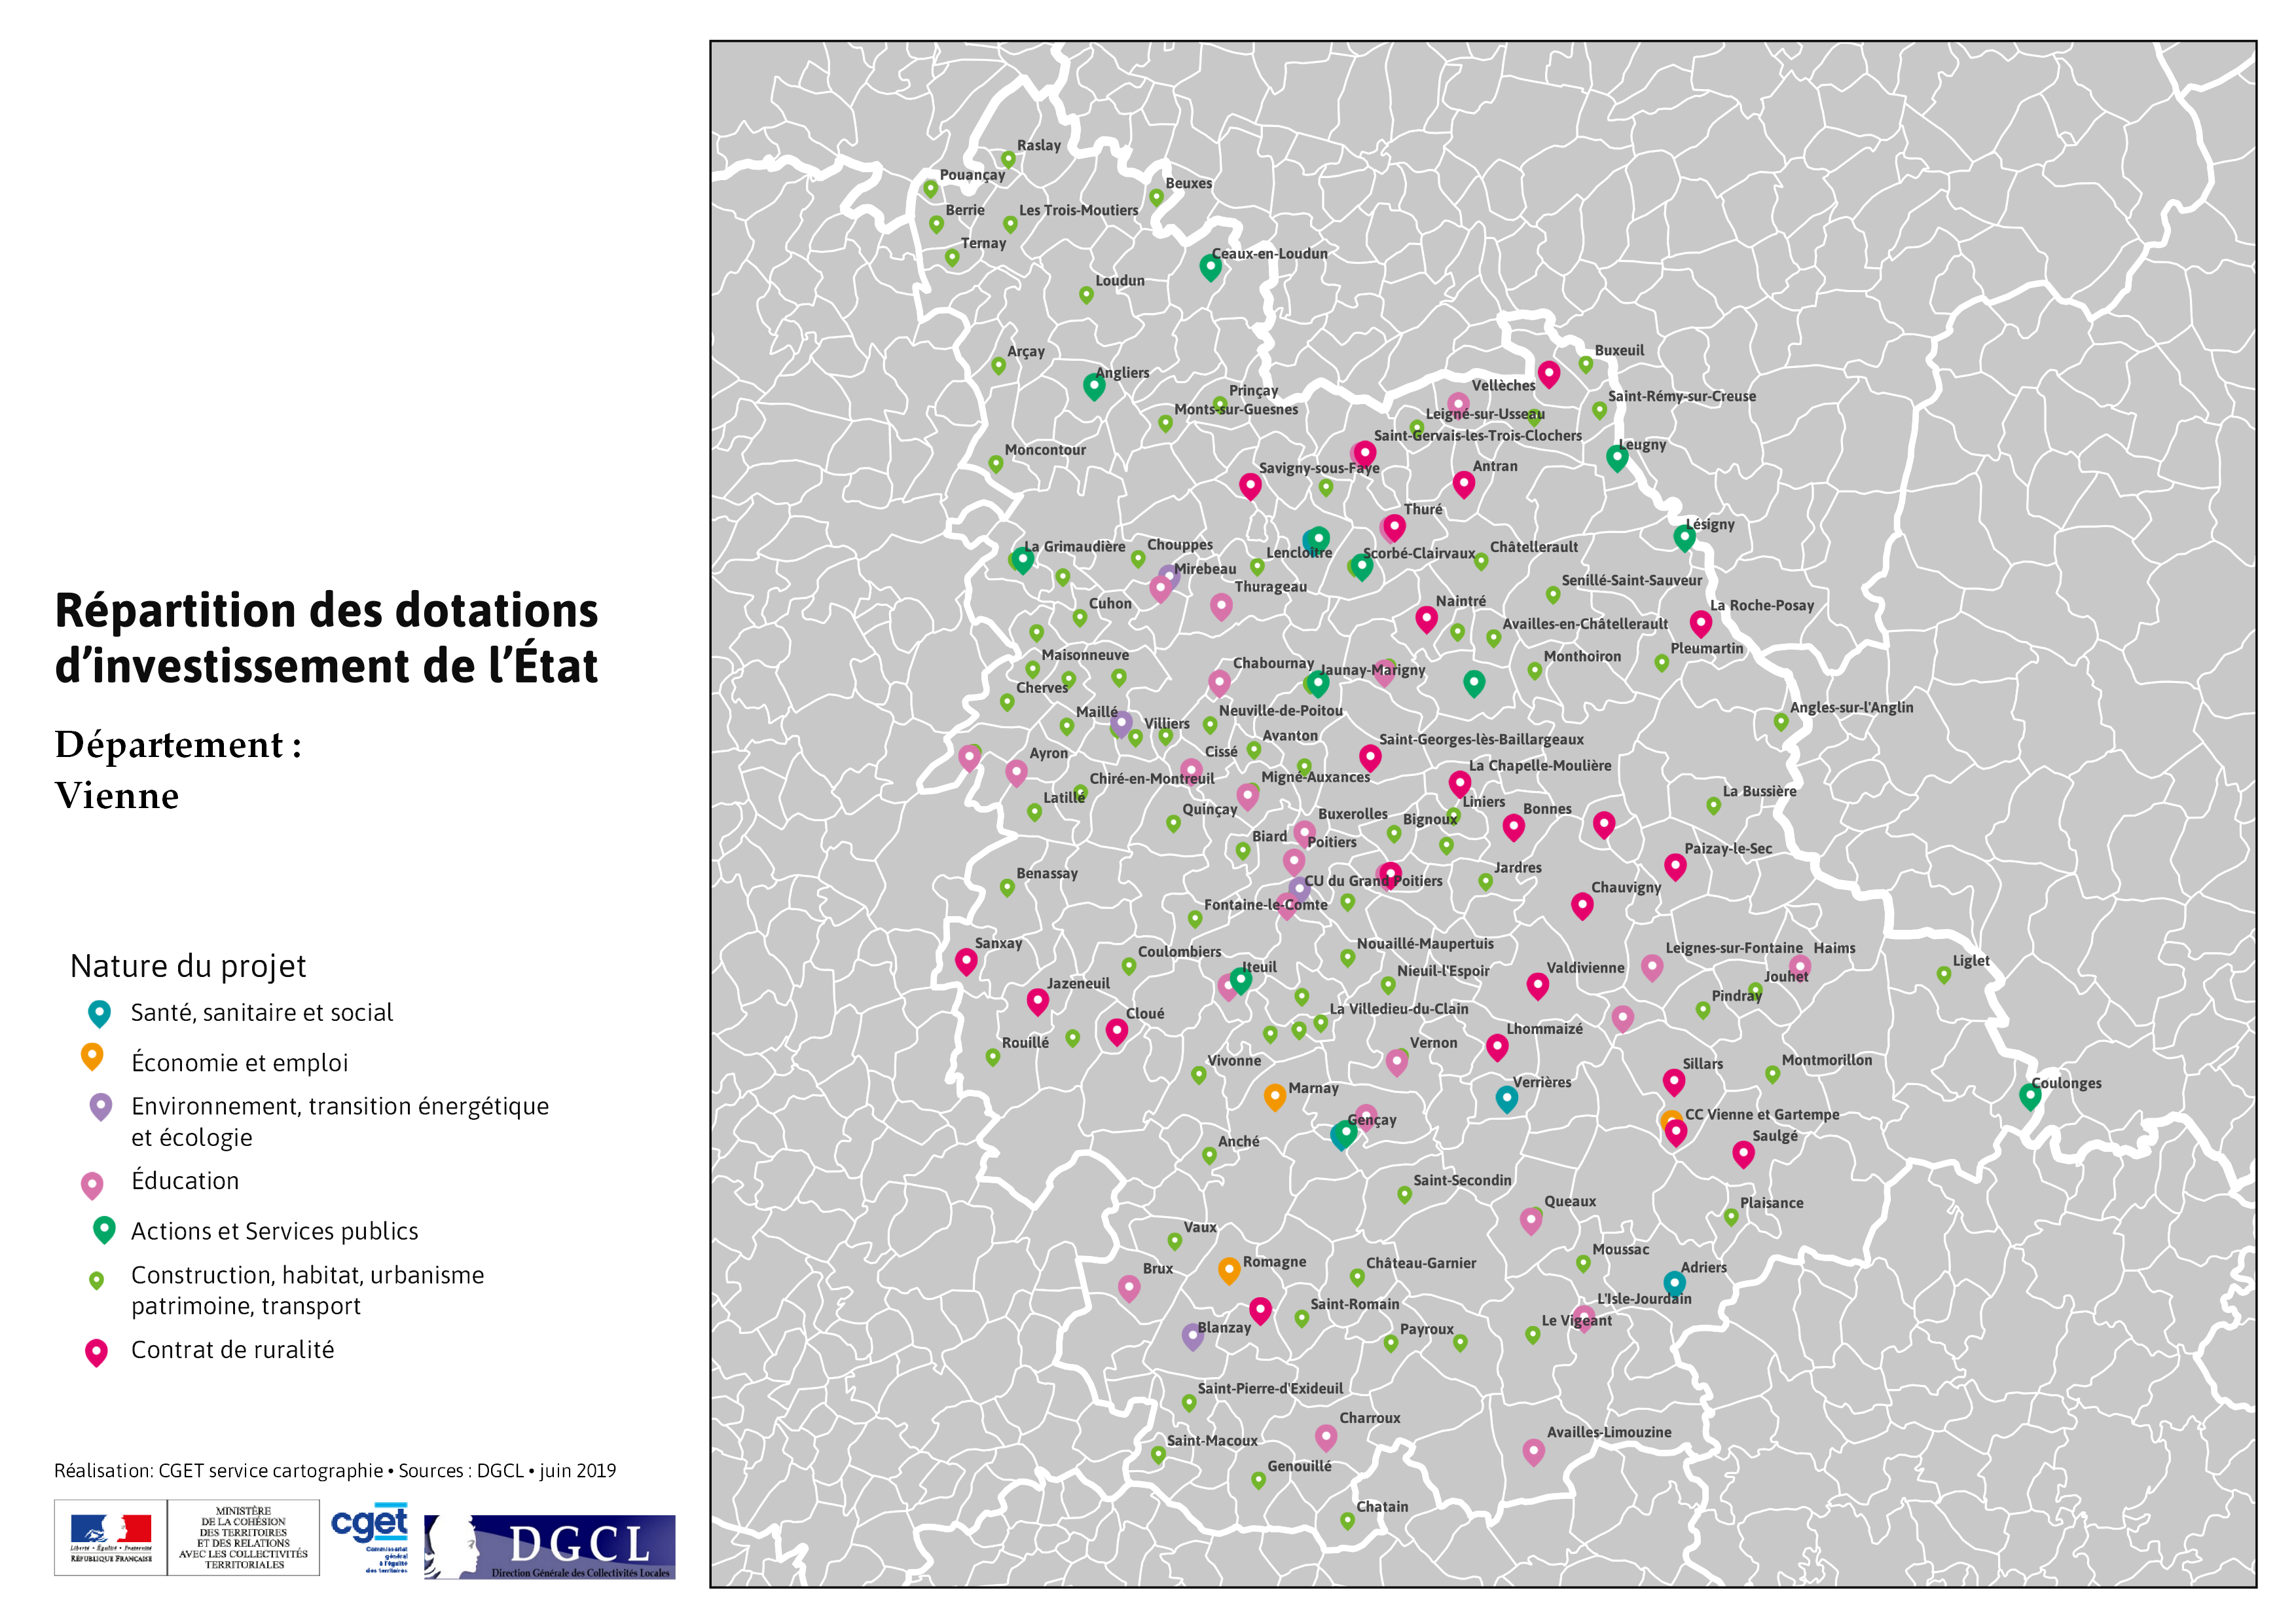 Répartition des dotations
d'investissement de l'État
Département :
Vienne
Nature du projet
Santé, sanitaire et social
Économie et emploi
Environnement, transition énergétique
et écologie
Éducation
Actions et Services publics
Construction, habitat, urbanisme
patrimoine, transport
Contrat de ruralité
Réalisation: CGET service cartographie • Sources : DGCL • juin 2019
Liberté • Égalité • Fraternité
RÉPUBLIQUE FRANÇAISE
MINISTÈRE
DE LA COHÉSION
DES TERRITOIRES
ET DES RELATIONS
AVEC LES COLLECTIVITÉS
TERRITORIALES
cget
Commissariat
général
à l'égalité
des territoires
DGCL
Direction Générale des Collectivités Locales
Raslay
Pouançay
Beuxes
Berrie
Les Trois-Moutiers
Ternay
Ceaux-en-Loudun
Loudun
Arçay
Buxeuil
Angliers
Vellèches
Prinçay
Saint-Rémy-sur-Creuse
Monts-sur-Guesnes
Leigné-sur-Usseau
Saint-Gervais-les-Trois-Clochers
Leugny
Moncontour
Savigny-sous-Faye
Antran
Thuré
Lésigny
La Grimaudière
Chouppes
Lencloître
Scorbé-Clairvaux
Châtellerault
Mirebeau
Thurageau
Senillé-Saint-Sauveur
Cuhon
Naintré
La Roche-Posay
Availles-en-Châtellerault
Maisonneuve
Chabournay
Jaunay-Marigny
Monthoiron
Pleumartin
Cherves
Maillé
Villiers
Neuville-de-Poitou
Angles-sur-l'Anglin
Avanton
Saint-Georges-lès-Baillargeaux
Ayron
Cissé
La Chapelle-Moulière
Chiré-en-Montreuil
Migné-Auxances
Latillé
Quinçay
Liniers
Bonnes
La Bussière
Buxerolles
Bignoux
Biard
Poitiers
Paizay-le-Sec
Benassay
CU du Grand Poitiers
Jardres
Chauvigny
Fontaine-le-Comte
Sanxay
Coulombiers
Nouaillé-Maupertuis
Leignes-sur-Fontaine
Haims
Iteuil
Nieuil-l'Espoir
Valdivienne
Jouhet
Liglet
Jazeneuil
Pindray
Cloué
La Villedieu-du-Clain
Lhommaizé
Rouillé
Vernon
Vivonne
Sillars
Montmorillon
Marnay
Verrières
Coulonges
Gençay
CC Vienne et Gartempe
Anché
Saulgé
Saint-Secondin
Queaux
Plaisance
Vaux
Moussac
Brux
Romagne
Château-Garnier
Adriers
L'Isle-Jourdain
Saint-Romain
Blanzay
Payroux
Le Vigeant
Saint-Pierre-d'Exideuil
Charroux
Availles-Limouzine
Saint-Macoux
Genouillé
Chatain